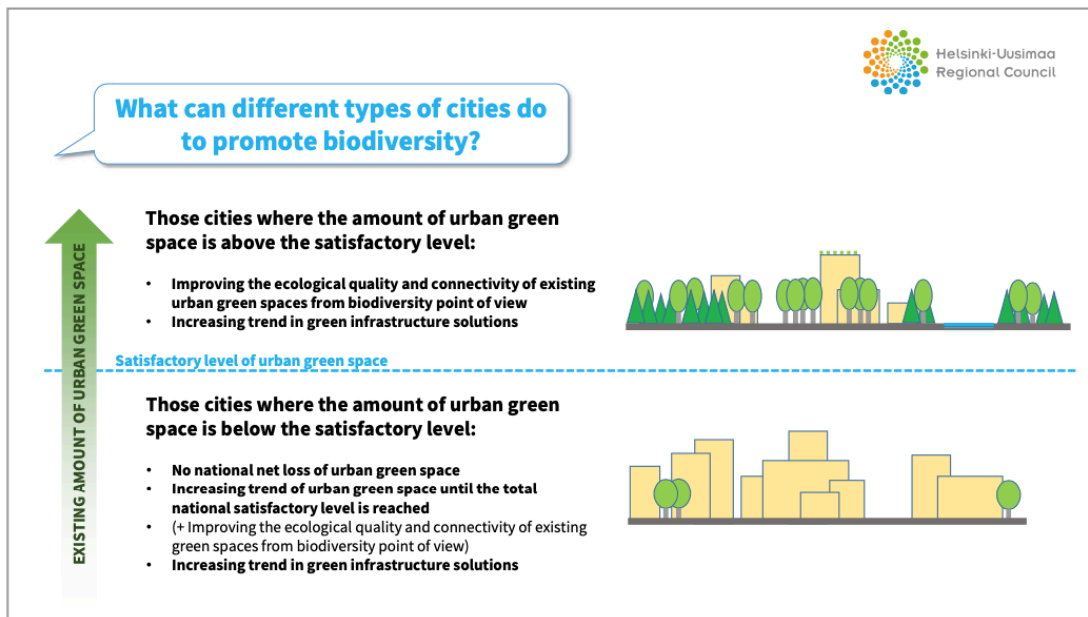 Helsinki-Uusimaa
Regional Council
What can different types of cities do
to promote biodiversity?
EXISTING AMOUNT OF URBAN GREEN SPACE
Those cities where the amount of urban green
space is above the satisfactory level:
• Improving the ecological quality and connectivity of existing
urban green spaces from biodiversity point of view
• Increasing trend in green infrastructure solutions
Satisfactory level of urban green space
Those cities where the amount of urban green
space is below the satisfactory level:
• No national net loss of urban green space
• Increasing trend of urban green space until the total
national satisfactory level is reached
• (+ Improving the ecological quality and connectivity of existing
green spaces from biodiversity point of view)
• Increasing trend in green infrastructure solutions